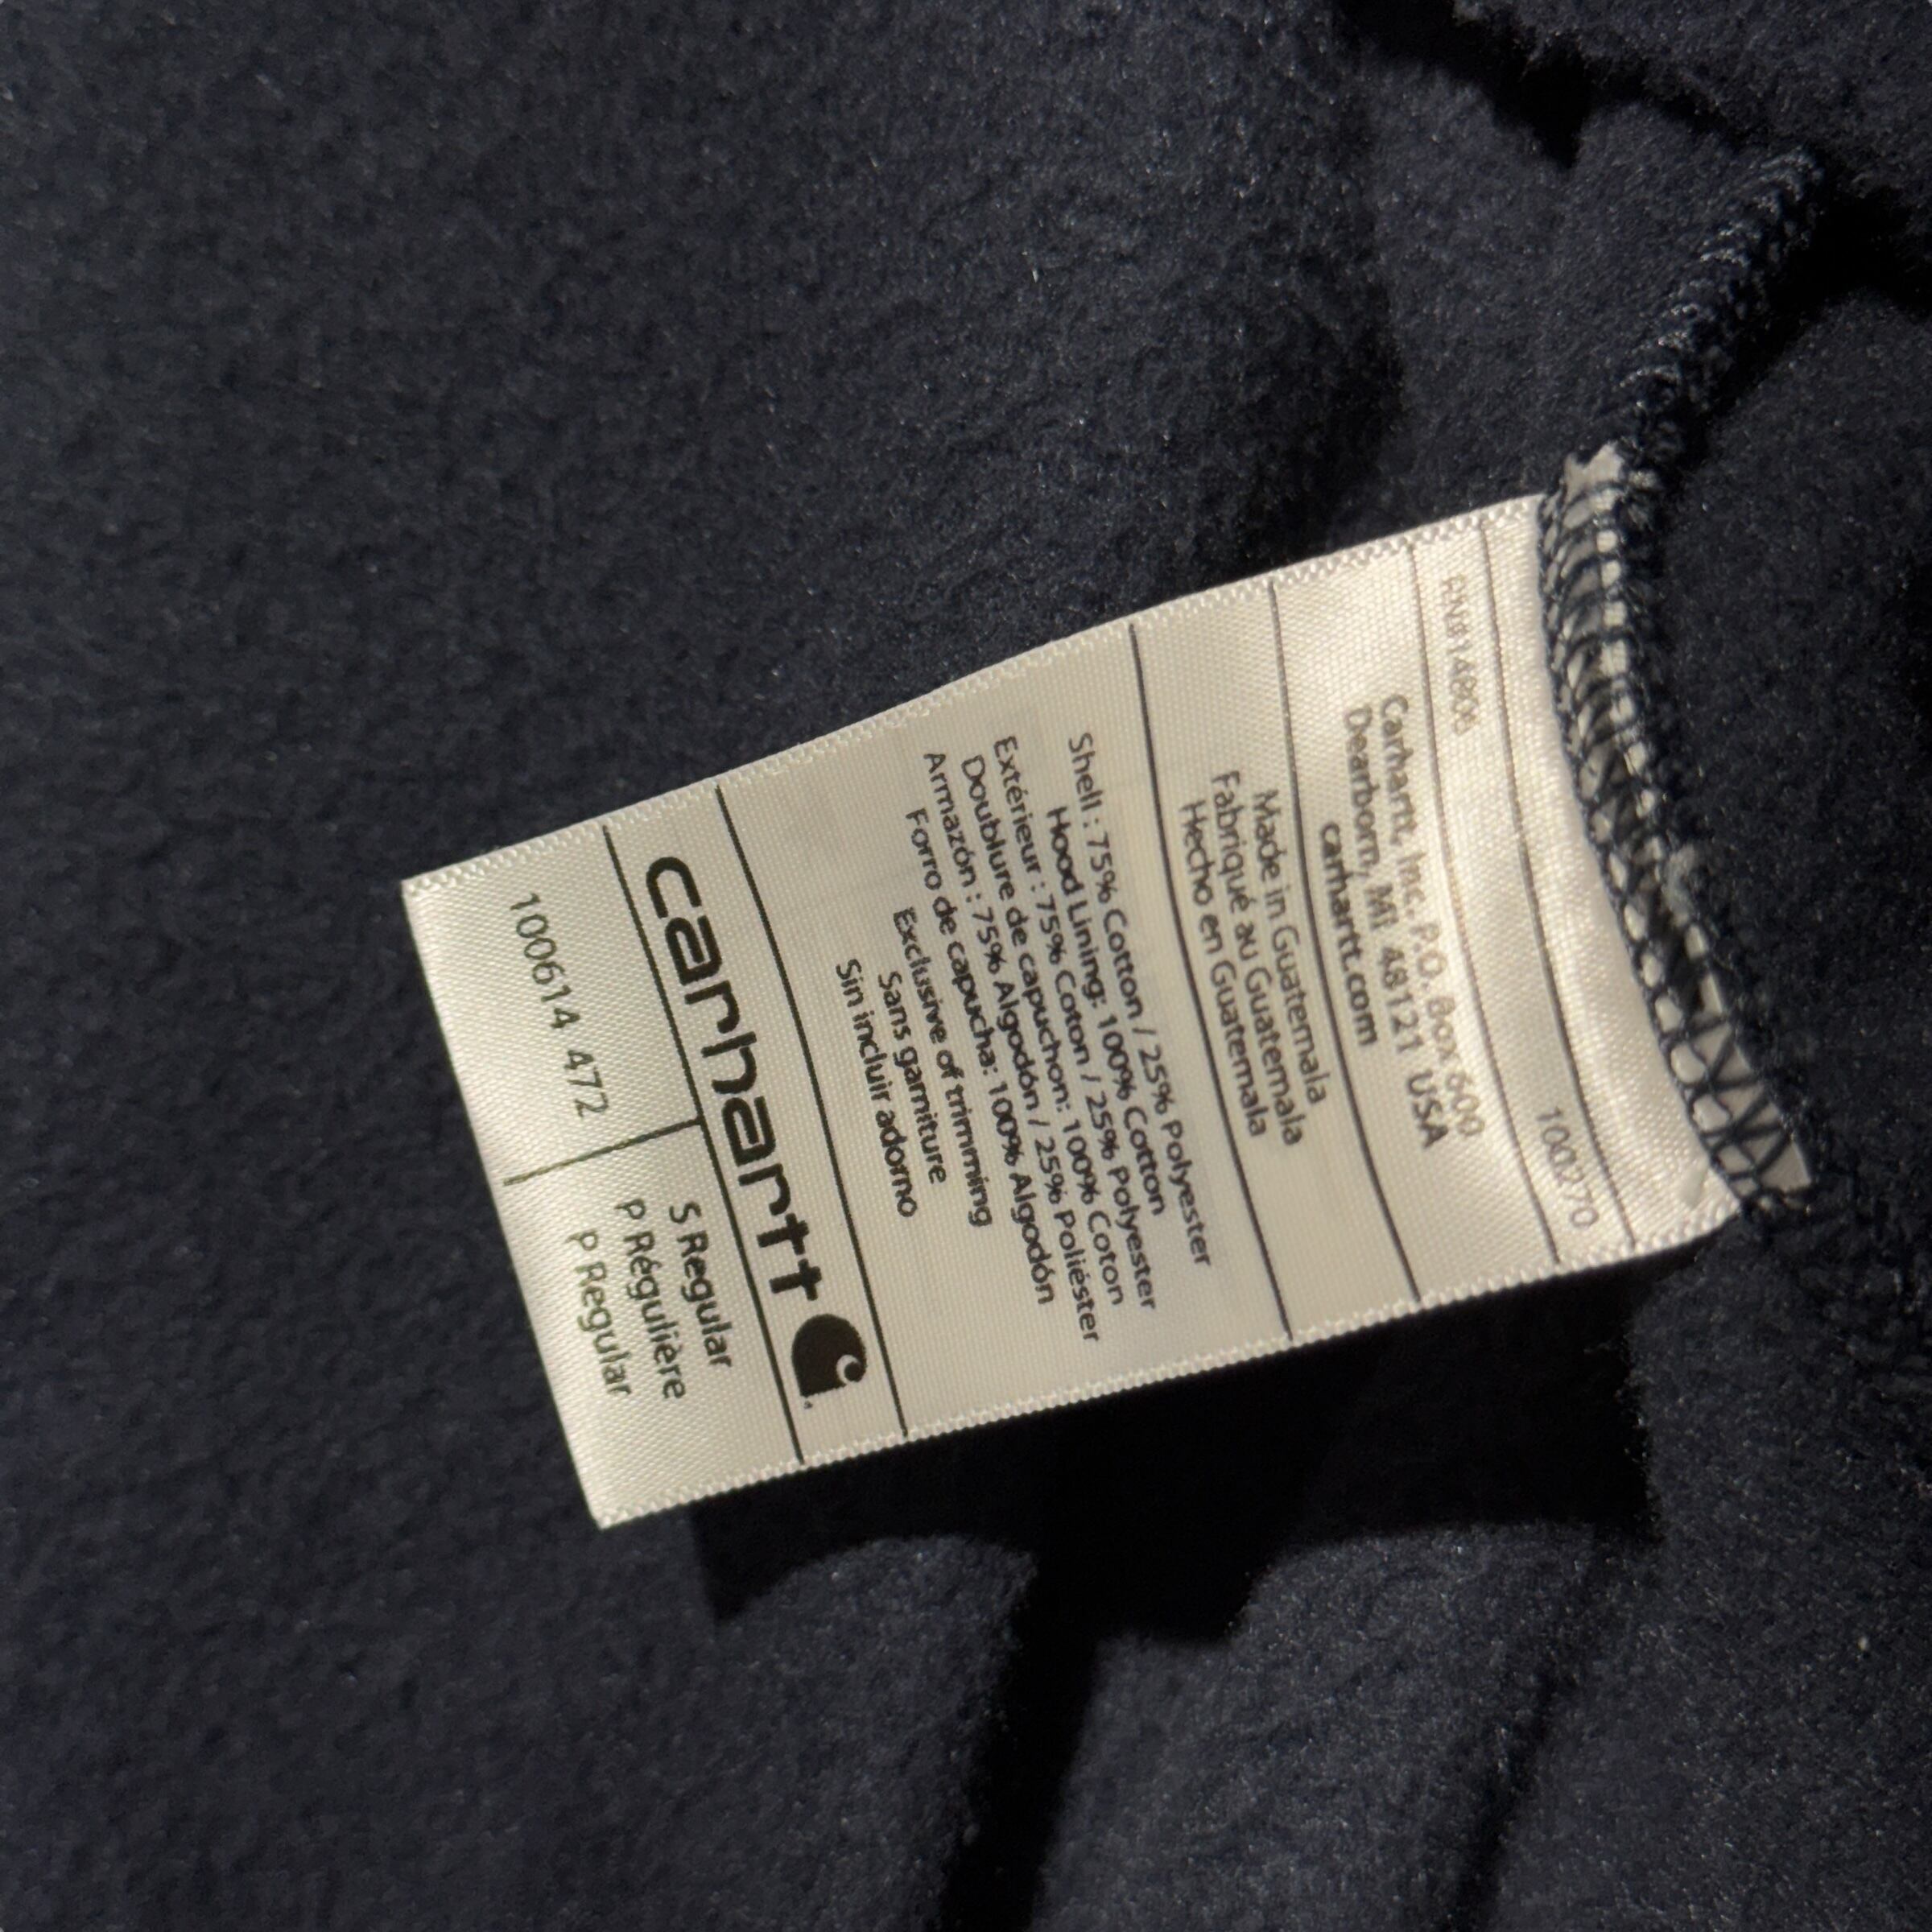 100614 472
S Regular
P Régulière
P Regular
carhartt
Shell : 75% Cotton / 25% Polyester
Hood Lining: 100% Cotton
Extérieur : 75% Coton / 25% Polyester
Doublure de capuchon: 100% Coton
Armazón : 75% Algodón / 25% Poliéster
Forro de capucha: 100% Algodón
Exclusive of trimming
Sans garniture
Sin incluir adorno
Made in Guatemala
Fabriqué au Guatemala
Hecho en Guatemala
Carhartt, Inc. P.O. Box 600
Dearborn, MI 48121 USA
carhartt.com
100270